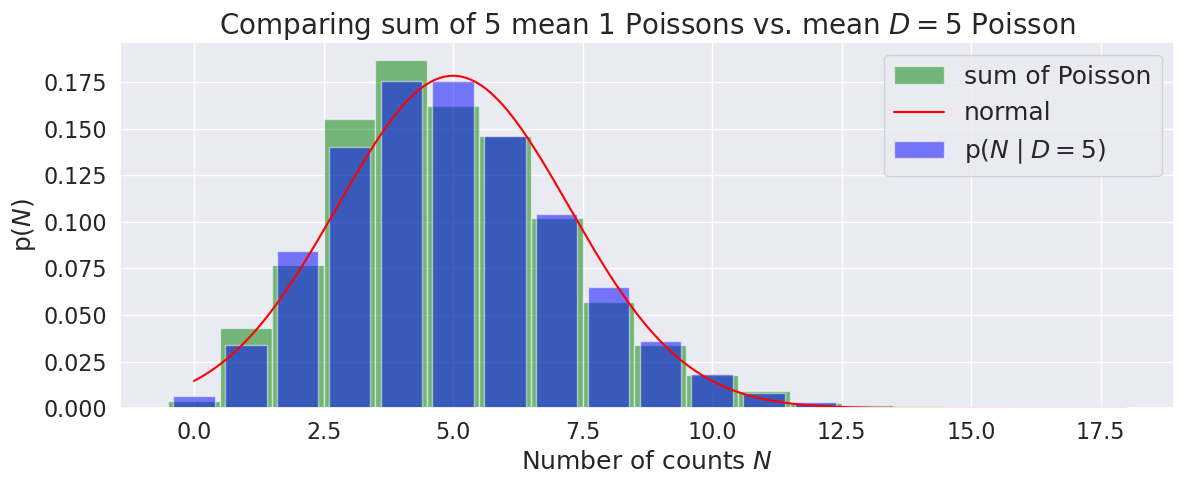 Comparing sum of 5 mean 1 Poissons vs. mean D = 5 Poisson
sum of Poisson
normal
p(N | D = 5)
p(N)
0.175
0.150
0.125
0.100
0.075
0.050
0.025
0.000
0.0 2.5 5.0 7.5 10.0 12.5 15.0 17.5
Number of counts N